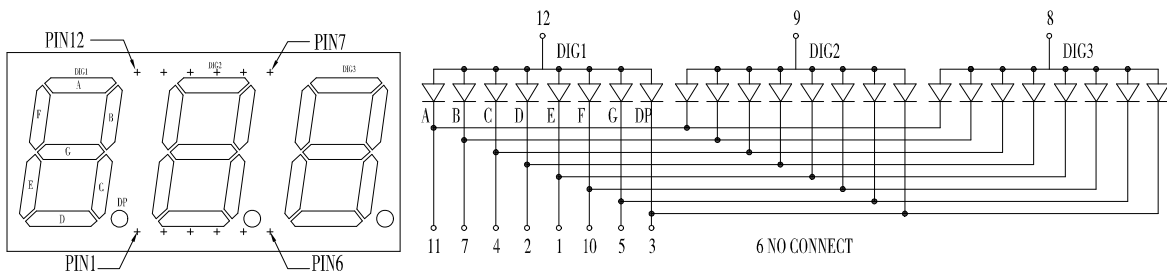 PIN12
PIN7
DIG1
DIG2
DIG3
A
F
B
G
E
C
D
DP
PIN1
PIN6
12
9
8
DIG1
DIG2
DIG3
A B C D E F G DP
11 7 4 2 1 10 5 3
6 NO CONNECT